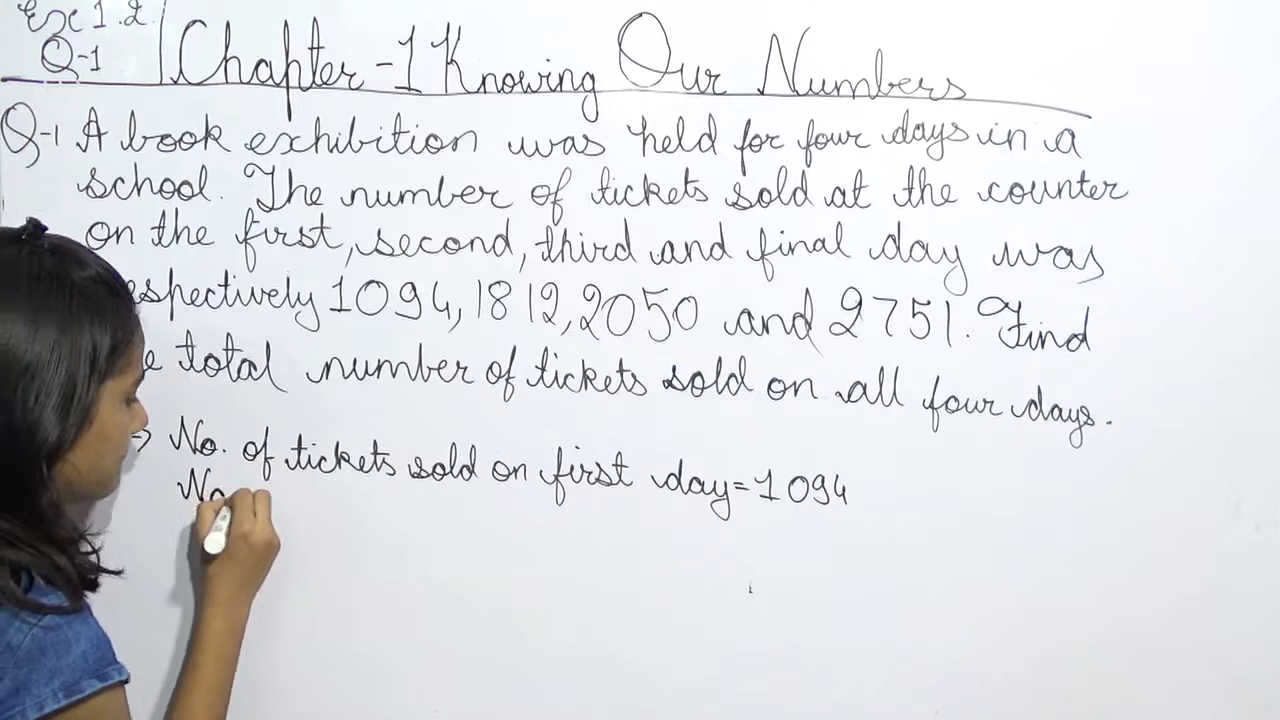 Ex 1.2
Q-1
Chapter-1 Knowing Our Numbers
Q-1 A book exhibition was held for four days in a
school. The number of tickets sold at the counter
on the first, second, third and final day was
espectively 1094, 1812, 2050 and 2751. Find
e total number of tickets sold on all four days.
→ No. of tickets sold on first day=1094
No